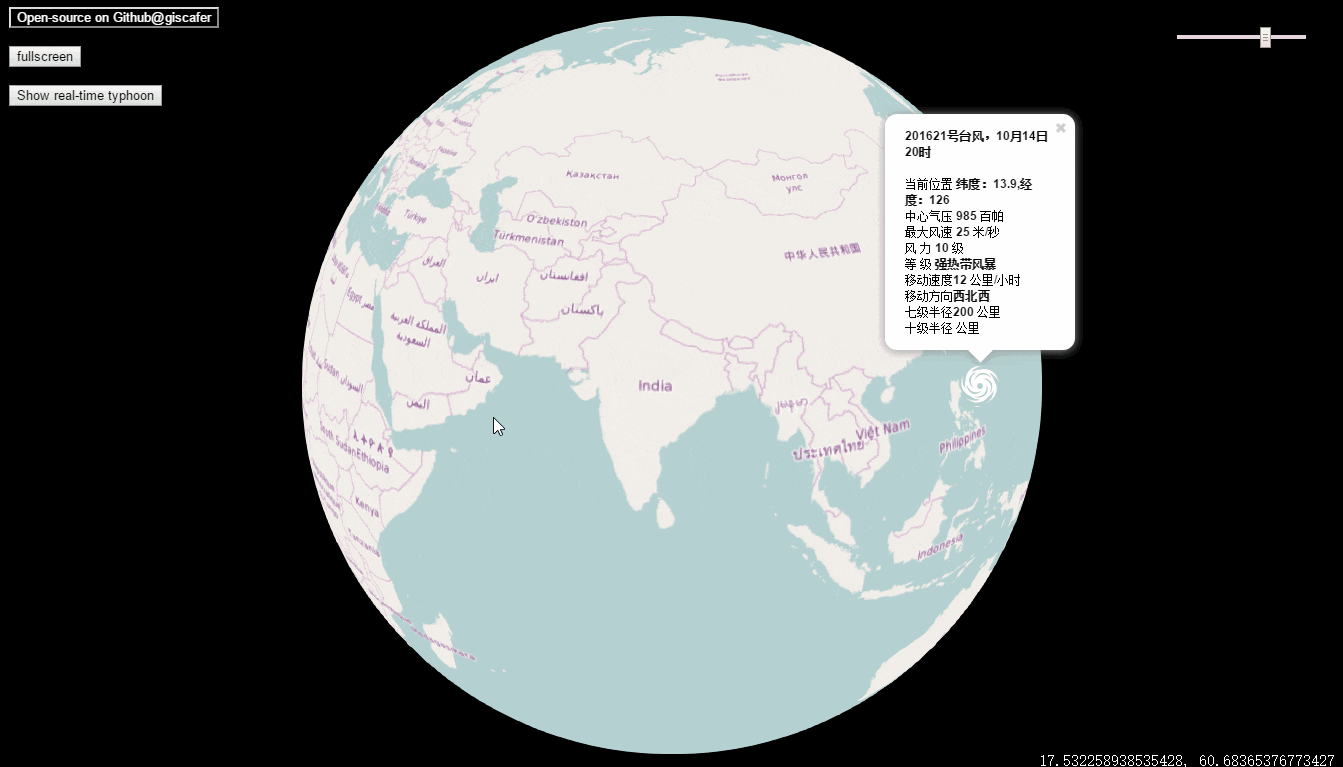 Open-source on Github@giscafer
fullscreen
Show real-time typhoon
201621号台风，10月14日
20时
当前位置 纬度：13.9,经
度：126
中心气压 985 百帕
最大风速 25 米/秒
风 力 10 级
等 级 强热带风暴
移动速度12 公里/小时
移动方向西北西
七级半径200 公里
十级半径 公里
Қазақстан
Монгол
улс
Türkiye
O'zbekiston
Türkmenistan
中华人民共和国
العراق
ایران
افغانستان
پاکستان
Egypt مصر
المملكة العربية
السعودية
عمان
اليمن
Sudan السودان
India
Việt Nam
ประเทศไทย
Philippines
South Sudan
Ethiopia
Kenya
Tanzania
Indonesia
17.532258938535428, 60.68365376773427